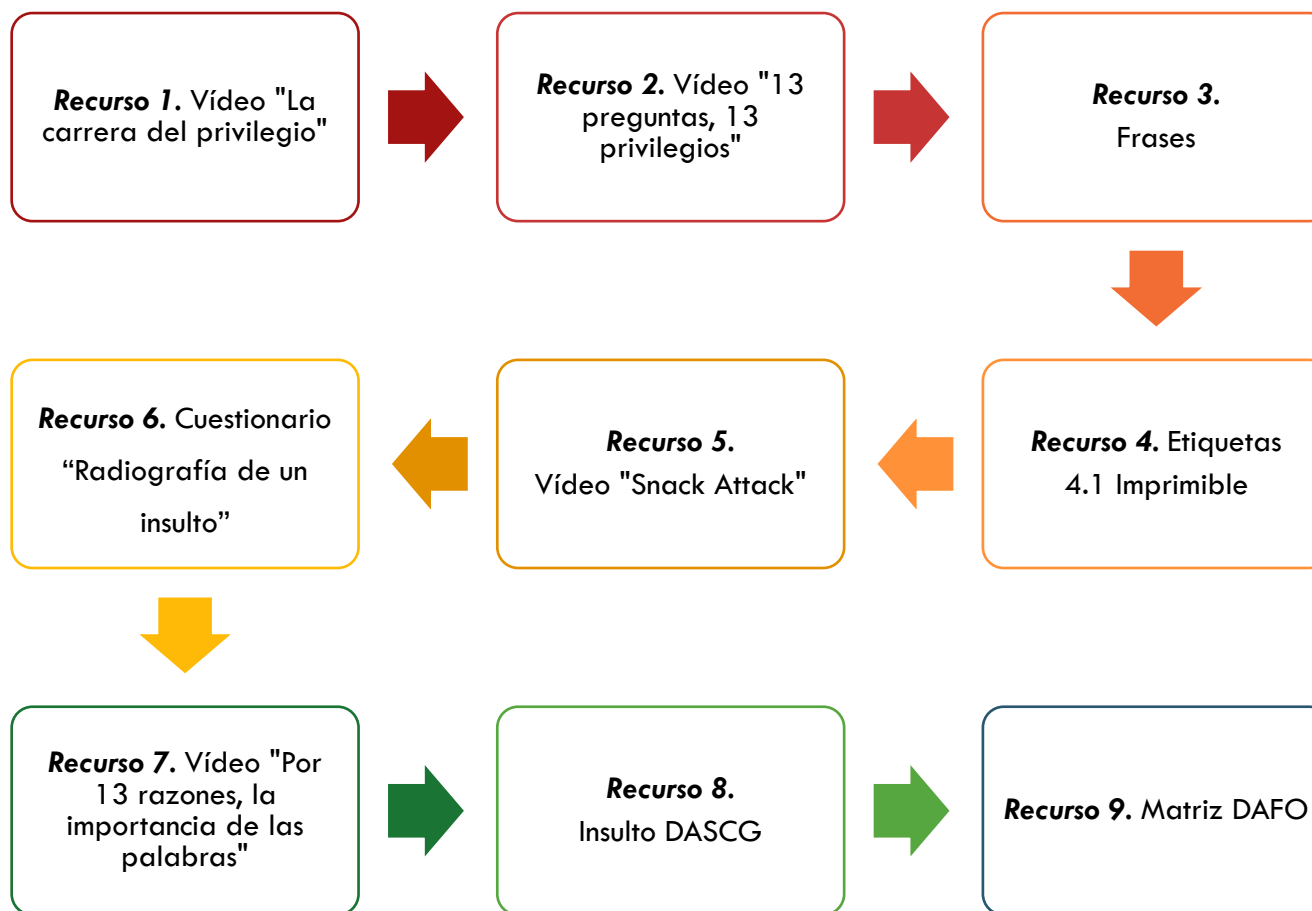 Recurso 1. Vídeo "La
carrera del privilegio"
Recurso 2. Vídeo "13
preguntas, 13
privilegios"
Recurso 3.
Frases
Recurso 4. Etiquetas
4.1 Imprimible
Recurso 5.
Vídeo "Snack Attack"
Recurso 6. Cuestionario
“Radiografía de un
insulto”
Recurso 7. Vídeo "Por
13 razones, la
importancia de las
palabras"
Recurso 8.
Insulto DASCG
Recurso 9. Matriz DAFO